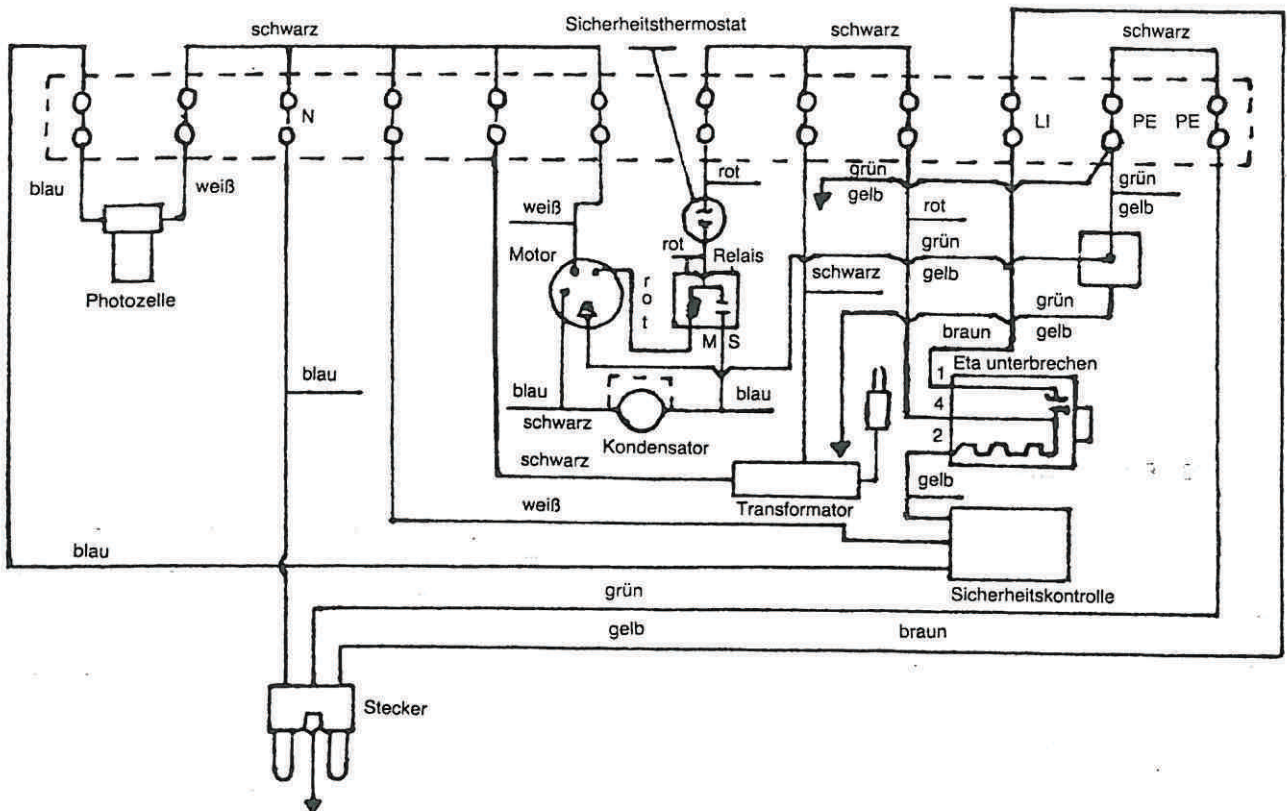 Sicherheitsthermostat
schwarz
schwarz
schwarz
N
LI
PE
PE
blau
weiß
rot
grün
gelb
grün
gelb
weiß
rot
Motor
rot
Relais
grün
gelb
schwarz
Photozelle
M S
grün
gelb
braun
Eta unterbrechen
1
4
2
blau
blau
blau
schwarz
Kondensator
schwarz
Transformator
gelb
weiß
blau
Sicherheitskontrolle
grün
gelb
braun
Stecker